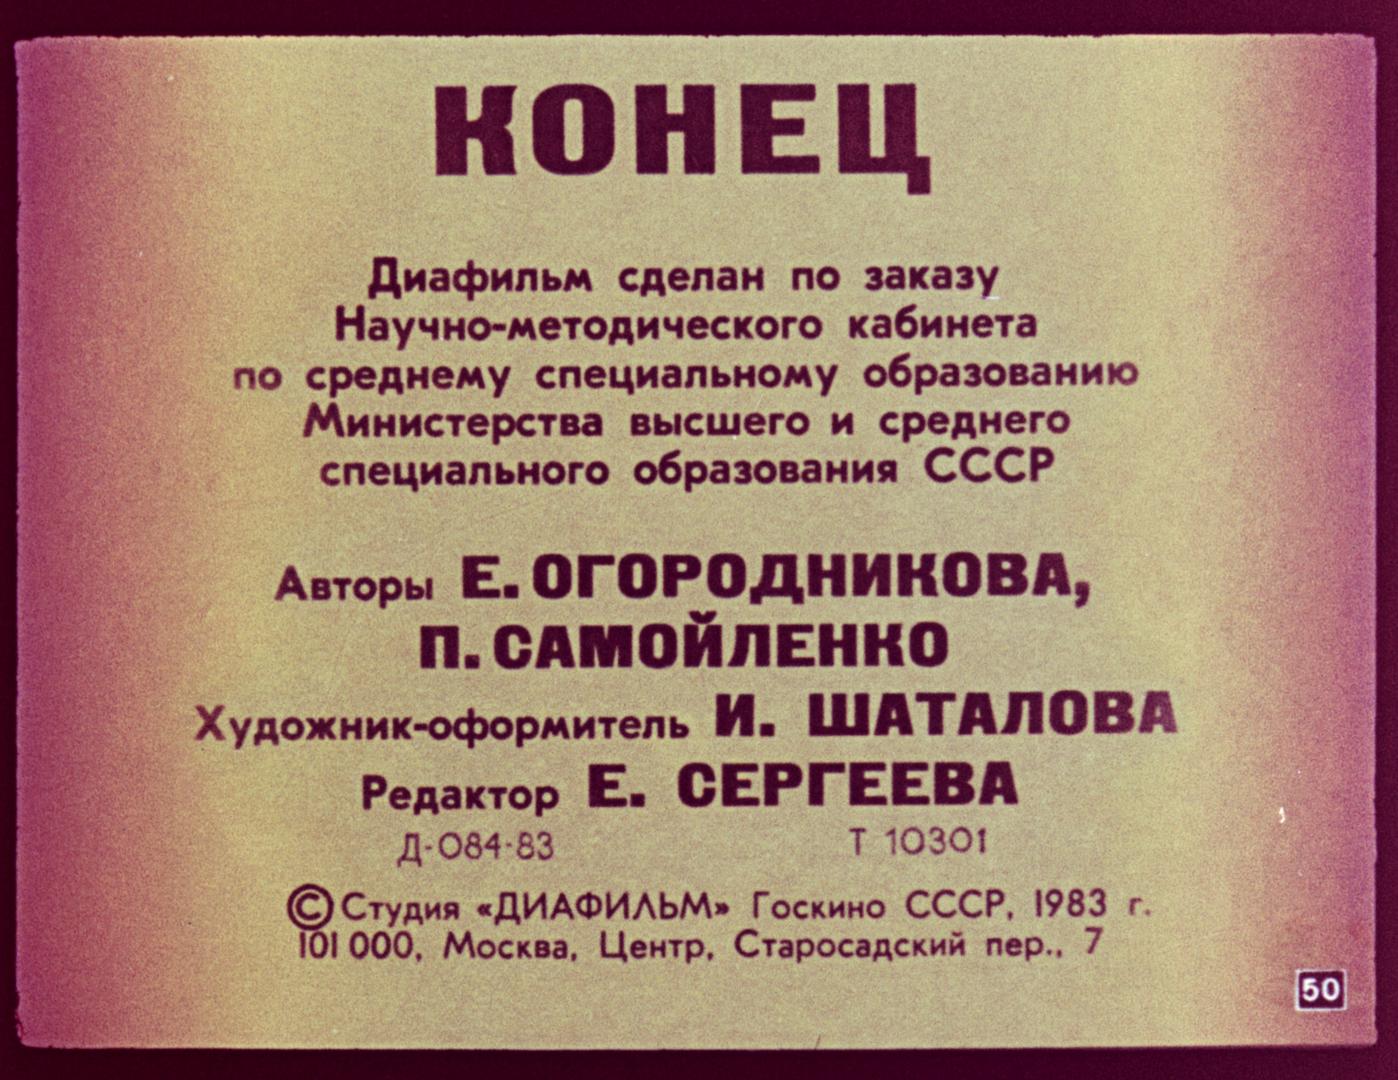 КОНЕЦ
Диафильм сделан по заказу
Научно-методического кабинета
по среднему специальному образованию
Министерства высшего и среднего
специального образования СССР
Авторы Е. ОГОРОДНИКОВА,
П. САМОЙЛЕНКО
Художник-оформитель И. ШАТАЛОВА
Редактор Е. СЕРГЕЕВА
Д-084-83 Т 10301
© Студия «ДИАФИЛЬМ» Госкино СССР, 1983 г.
101 000, Москва, Центр, Старосадский пер., 7
50